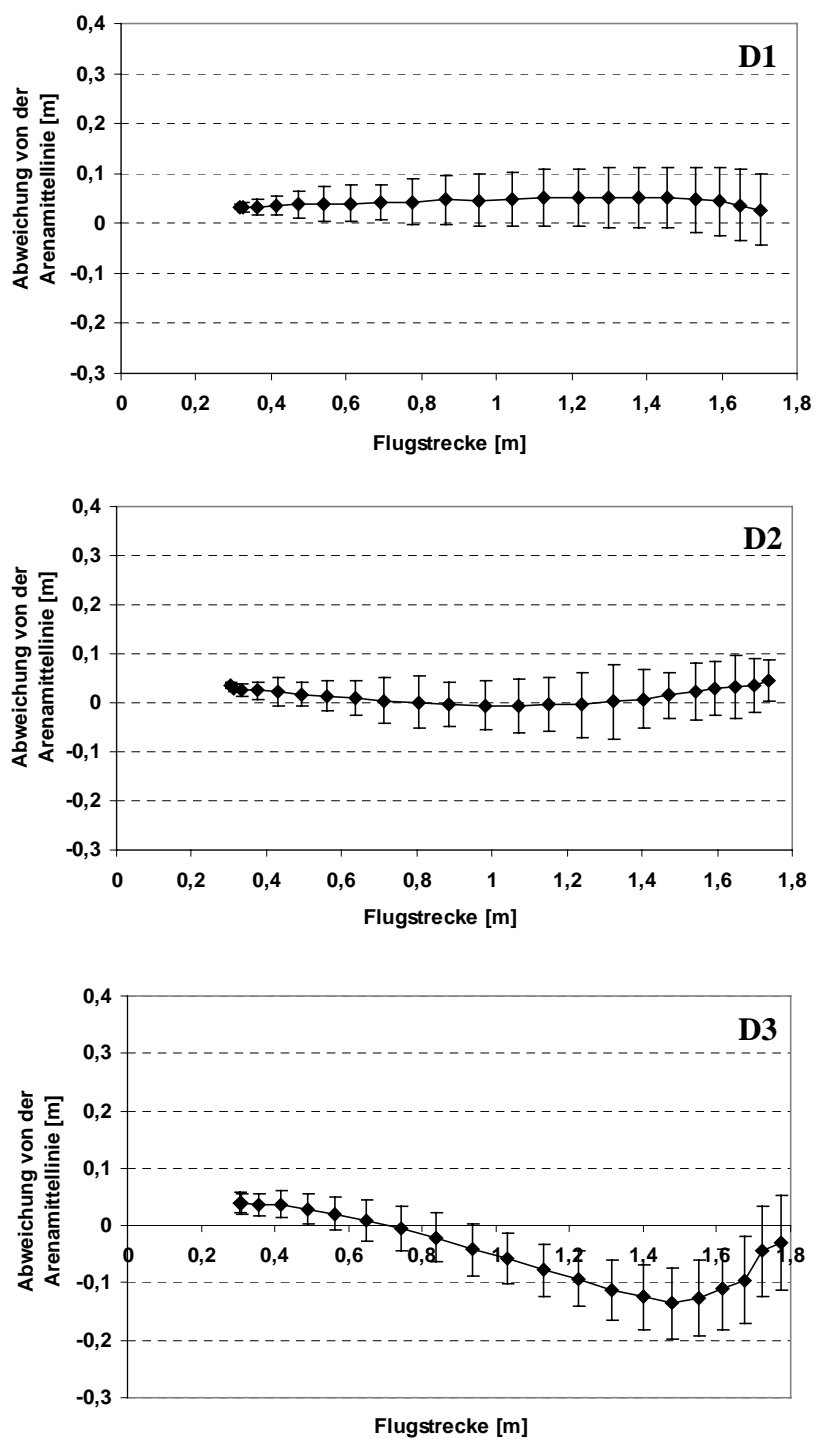 D1
Abweichung von der
Arenamittellinie [m]
0,4
0,3
0,2
0,1
0
-0,1
-0,2
-0,3
0 0,2 0,4 0,6 0,8 1 1,2 1,4 1,6 1,8
Flugstrecke [m]
D2
Abweichung von der
Arenamittellinie [m]
0,4
0,3
0,2
0,1
0
-0,1
-0,2
-0,3
0 0,2 0,4 0,6 0,8 1 1,2 1,4 1,6 1,8
Flugstrecke [m]
D3
Abweichung von der
Arenamittellinie [m]
0,4
0,3
0,2
0,1
0
-0,1
-0,2
-0,3
0 0,2 0,4 0,6 0,8 1 1,2 1,4 1,6 1,8
Flugstrecke [m]